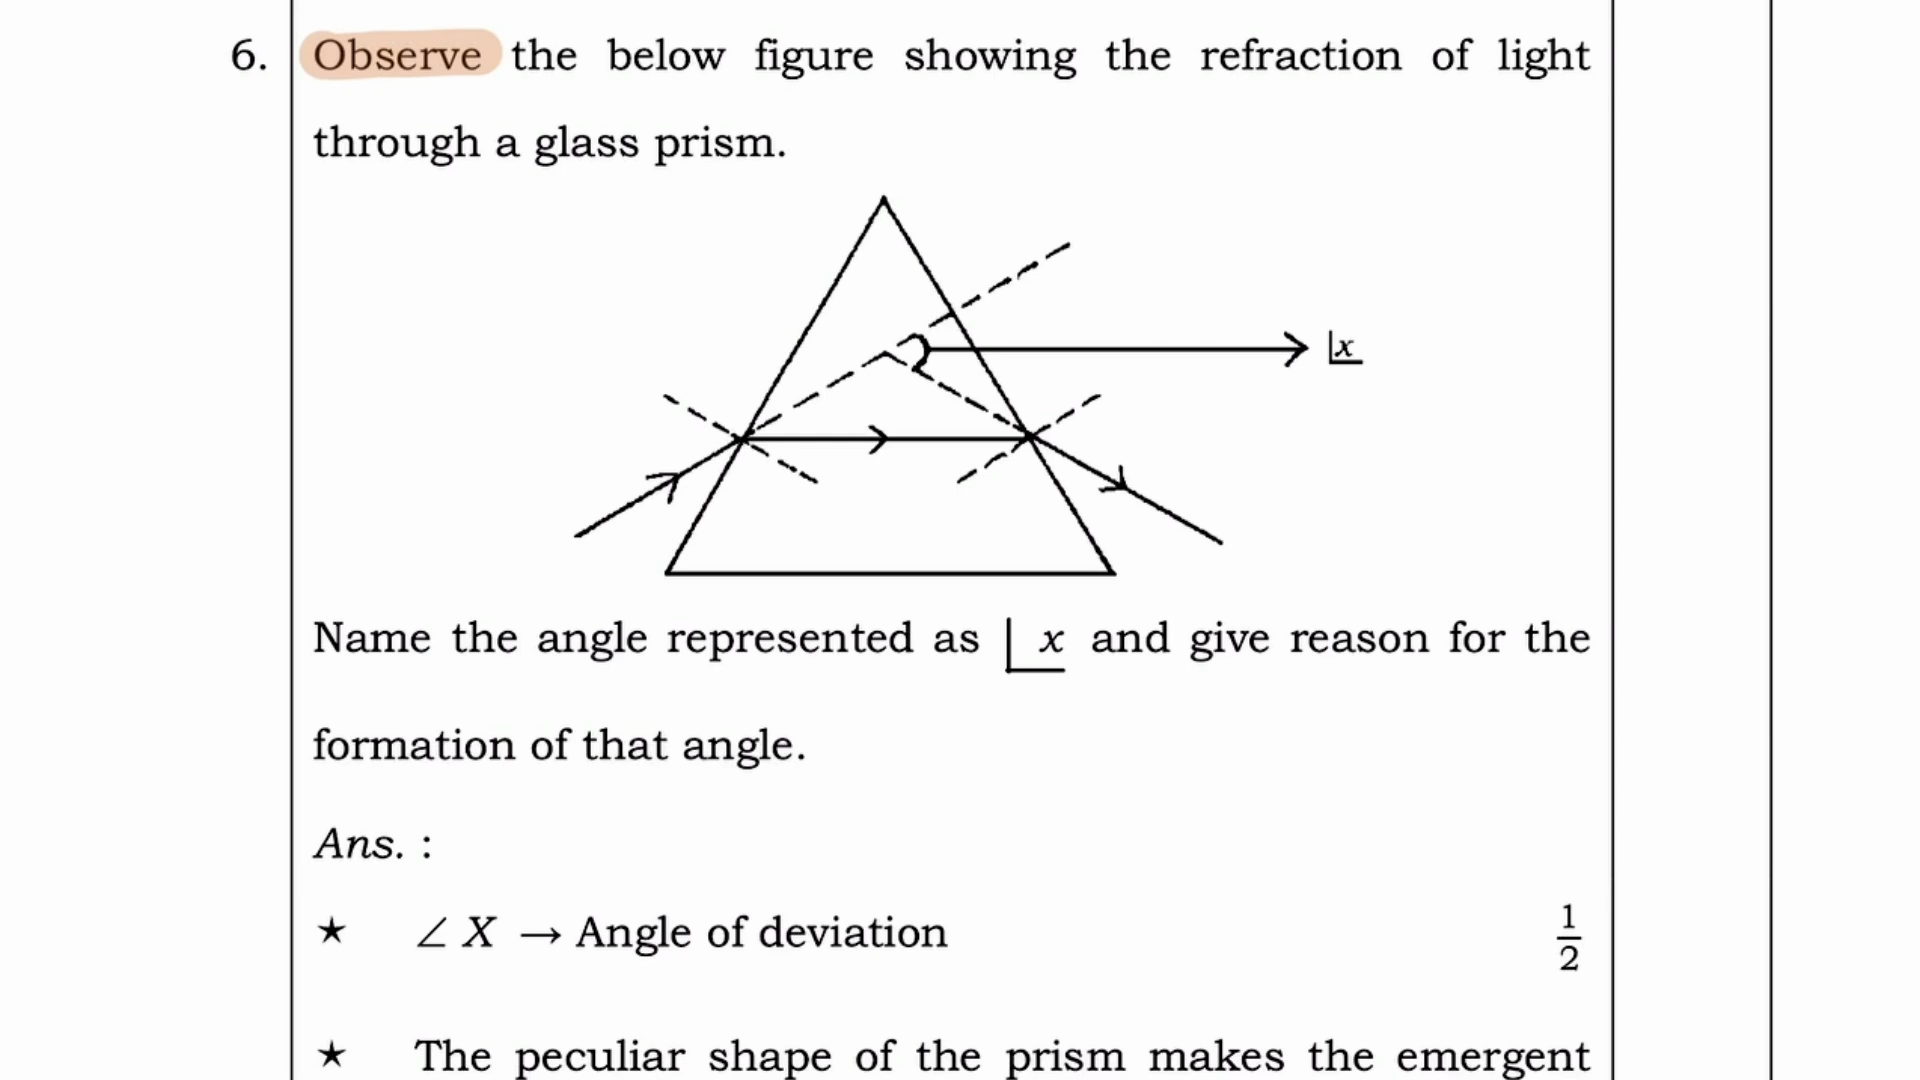 6. Observe the below figure showing the refraction of light
through a glass prism.
x
Name the angle represented as x and give reason for the
formation of that angle.
Ans. :
★ ∠ X → Angle of deviation 1/2
★ The peculiar shape of the prism makes the emergent